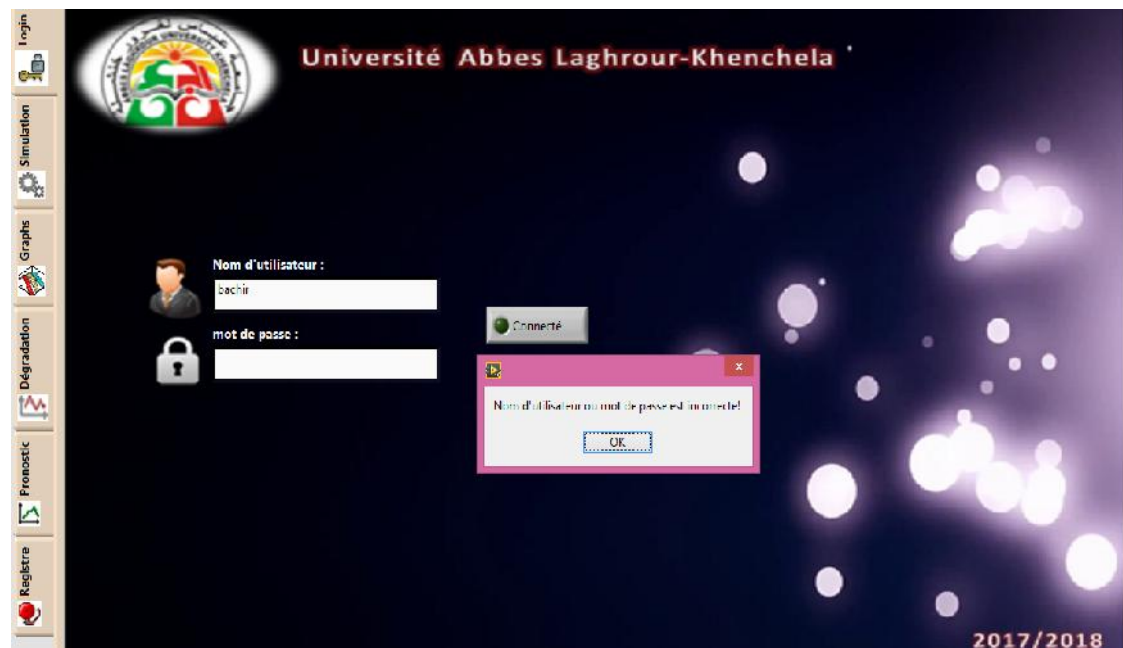 Login
Simulation
Graphs
Dégradation
Pronostic
Registre
Université Abbes Laghrour-Khenchela
Nom d'utilisateur :
bachir
mot de passe :
Connecté
x
Nom d'utilisateur ou mot de passe est incorrecte!
OK
2017/2018